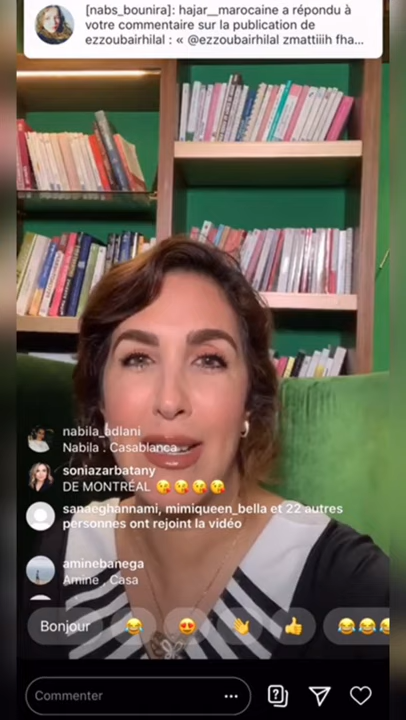 [nabs_bounira]: hajar__marocaine a répondu à
votre commentaire sur la publication de
ezzoubairhilal : « @ezzoubairhilal zmattiiih fha...
nabila_adlani
Nabila . Casablanca
soniazarbatany
DE MONTRÉAL 😘😘😘😘
sanaeghannami, mimiqueen_bella et 22 autres
personnes ont rejoint la vidéo
aminebanega
Amine , Casa
Bonjour 😂 😍 👋 👍 😂😂😂
Commenter